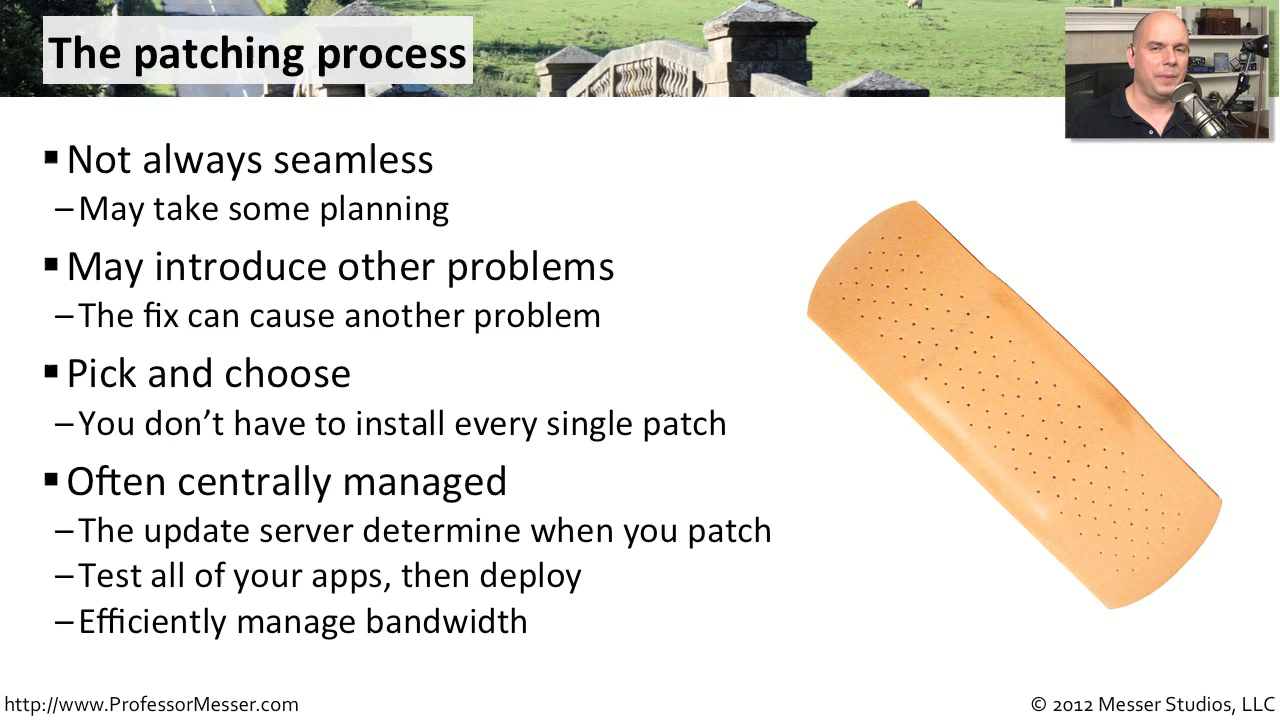 The patching process
▪ Not always seamless
– May take some planning
▪ May introduce other problems
– The fix can cause another problem
▪ Pick and choose
– You don’t have to install every single patch
▪ Often centrally managed
– The update server determine when you patch
– Test all of your apps, then deploy
– Efficiently manage bandwidth
http://www.ProfessorMesser.com
© 2012 Messer Studios, LLC